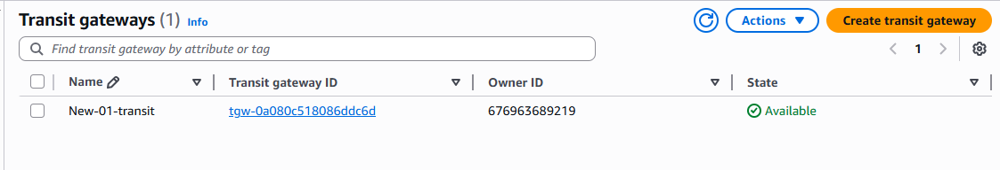 Transit gateways (1) Info
Actions
Create transit gateway
Find transit gateway by attribute or tag
1
Name Transit gateway ID Owner ID State
New-01-transit tgw-0a080c518086ddc6d 676963689219 Available